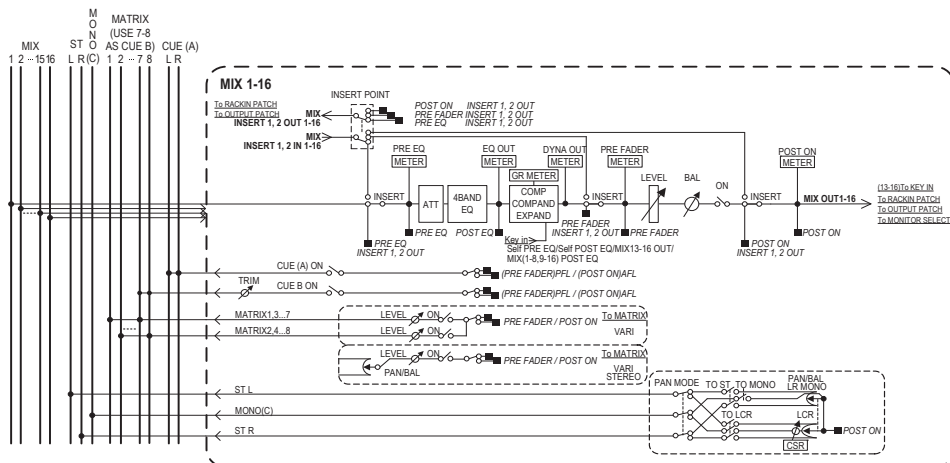 M
O
N
O
(C)
MATRIX
(USE 7-8
AS CUE B)
MIX
ST
CUE (A)
1 2 ··· 15 16
L R
1 2 ··· 7 8
L R
MIX 1-16
INSERT POINT
To RACKIN PATCH
To OUTPUT PATCH
MIX
INSERT 1, 2 OUT 1-16
POST ON INSERT 1, 2 OUT
PRE FADER INSERT 1, 2 OUT
PRE EQ INSERT 1, 2 OUT
MIX
INSERT 1, 2 IN 1-16
PRE EQ
METER
EQ OUT
METER
DYNA OUT
METER
PRE FADER
METER
POST ON
METER
GR METER
INSERT
ATT
4BAND
EQ
COMP
COMPAND
EXPAND
INSERT
LEVEL
BAL
ON
INSERT
MIX OUT1-16
(13-16)To KEY IN
To RACKIN PATCH
To OUTPUT PATCH
To MONITOR SELECT
PRE EQ
INSERT 1, 2 OUT
PRE EQ
POST EQ
PRE FADER
INSERT 1, 2 OUT
PRE FADER
POST ON
INSERT 1, 2 OUT
POST ON
Key in
Self PRE EQ/Self POST EQ/MIX13-16 OUT/
MIX(1-8,9-16) POST EQ
CUE (A) ON
(PRE FADER)PFL / (POST ON)AFL
TRIM
CUE B ON
(PRE FADER)PFL / (POST ON)AFL
MATRIX1,3...7
LEVEL
ON
PRE FADER / POST ON
To MATRIX
MATRIX2,4...8
LEVEL
ON
VARI
LEVEL
ON
PAN/BAL
PRE FADER / POST ON
To MATRIX
VARI
STEREO
ST L
MONO(C)
ST R
PAN MODE
TO ST
TO MONO
PAN/BAL
LR MONO
TO LCR
LCR
CSR
POST ON